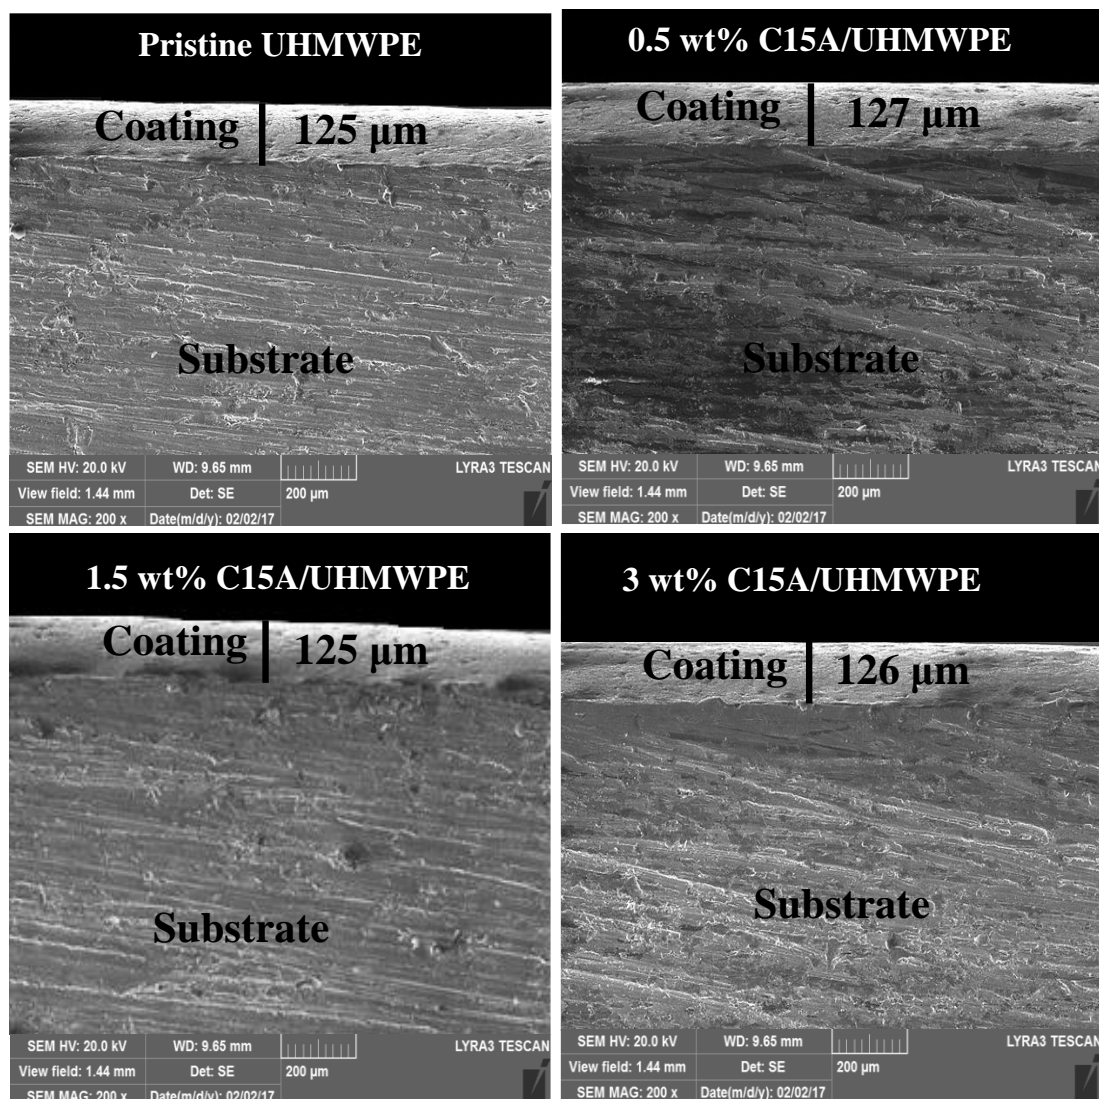 Pristine UHMWPE
Coating 125 μm
Substrate
SEM HV: 20.0 kV WD: 9.65 mm LYRA3 TESCAN
View field: 1.44 mm Det: SE 200 μm
SEM MAG: 200 x Date(m/d/y): 02/02/17
0.5 wt% C15A/UHMWPE
Coating 127 μm
Substrate
SEM HV: 20.0 kV WD: 9.65 mm LYRA3 TESCAN
View field: 1.44 mm Det: SE 200 μm
SEM MAG: 200 x Date(m/d/y): 02/02/17
1.5 wt% C15A/UHMWPE
Coating 125 μm
Substrate
SEM HV: 20.0 kV WD: 9.65 mm LYRA3 TESCAN
View field: 1.44 mm Det: SE 200 μm
SEM MAG: 200 x Date(m/d/y): 02/02/17
3 wt% C15A/UHMWPE
Coating 126 μm
Substrate
SEM HV: 20.0 kV WD: 9.65 mm LYRA3 TESCAN
View field: 1.44 mm Det: SE 200 μm
SEM MAG: 200 x Date(m/d/y): 02/02/17